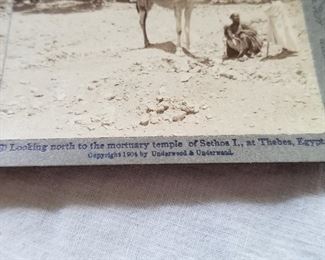 Looking north to the mortuary temple of Sethos I., at Thebes, Egypt
Copyright 1904 by Underwood & Underwood.